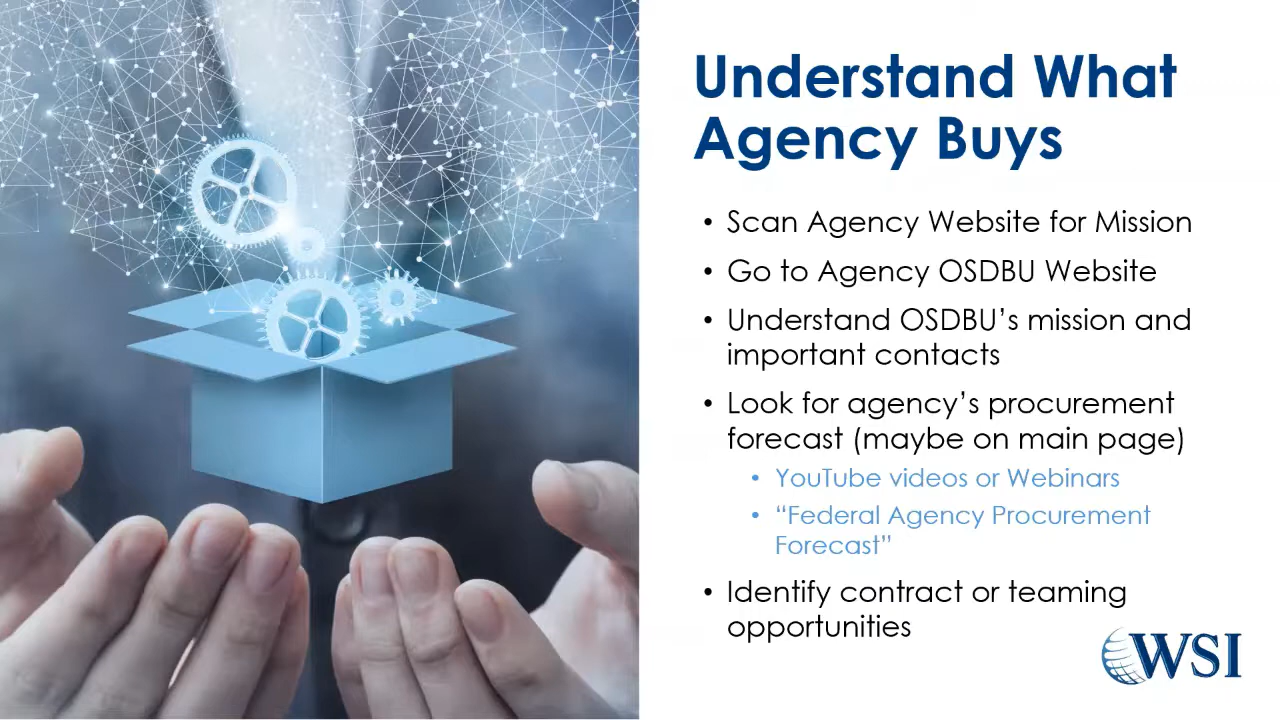 Understand What
Agency Buys
• Scan Agency Website for Mission
• Go to Agency OSDBU Website
• Understand OSDBU’s mission and
important contacts
• Look for agency’s procurement
forecast (maybe on main page)
• YouTube videos or Webinars
• “Federal Agency Procurement
Forecast”
• Identify contract or teaming
opportunities
WSI